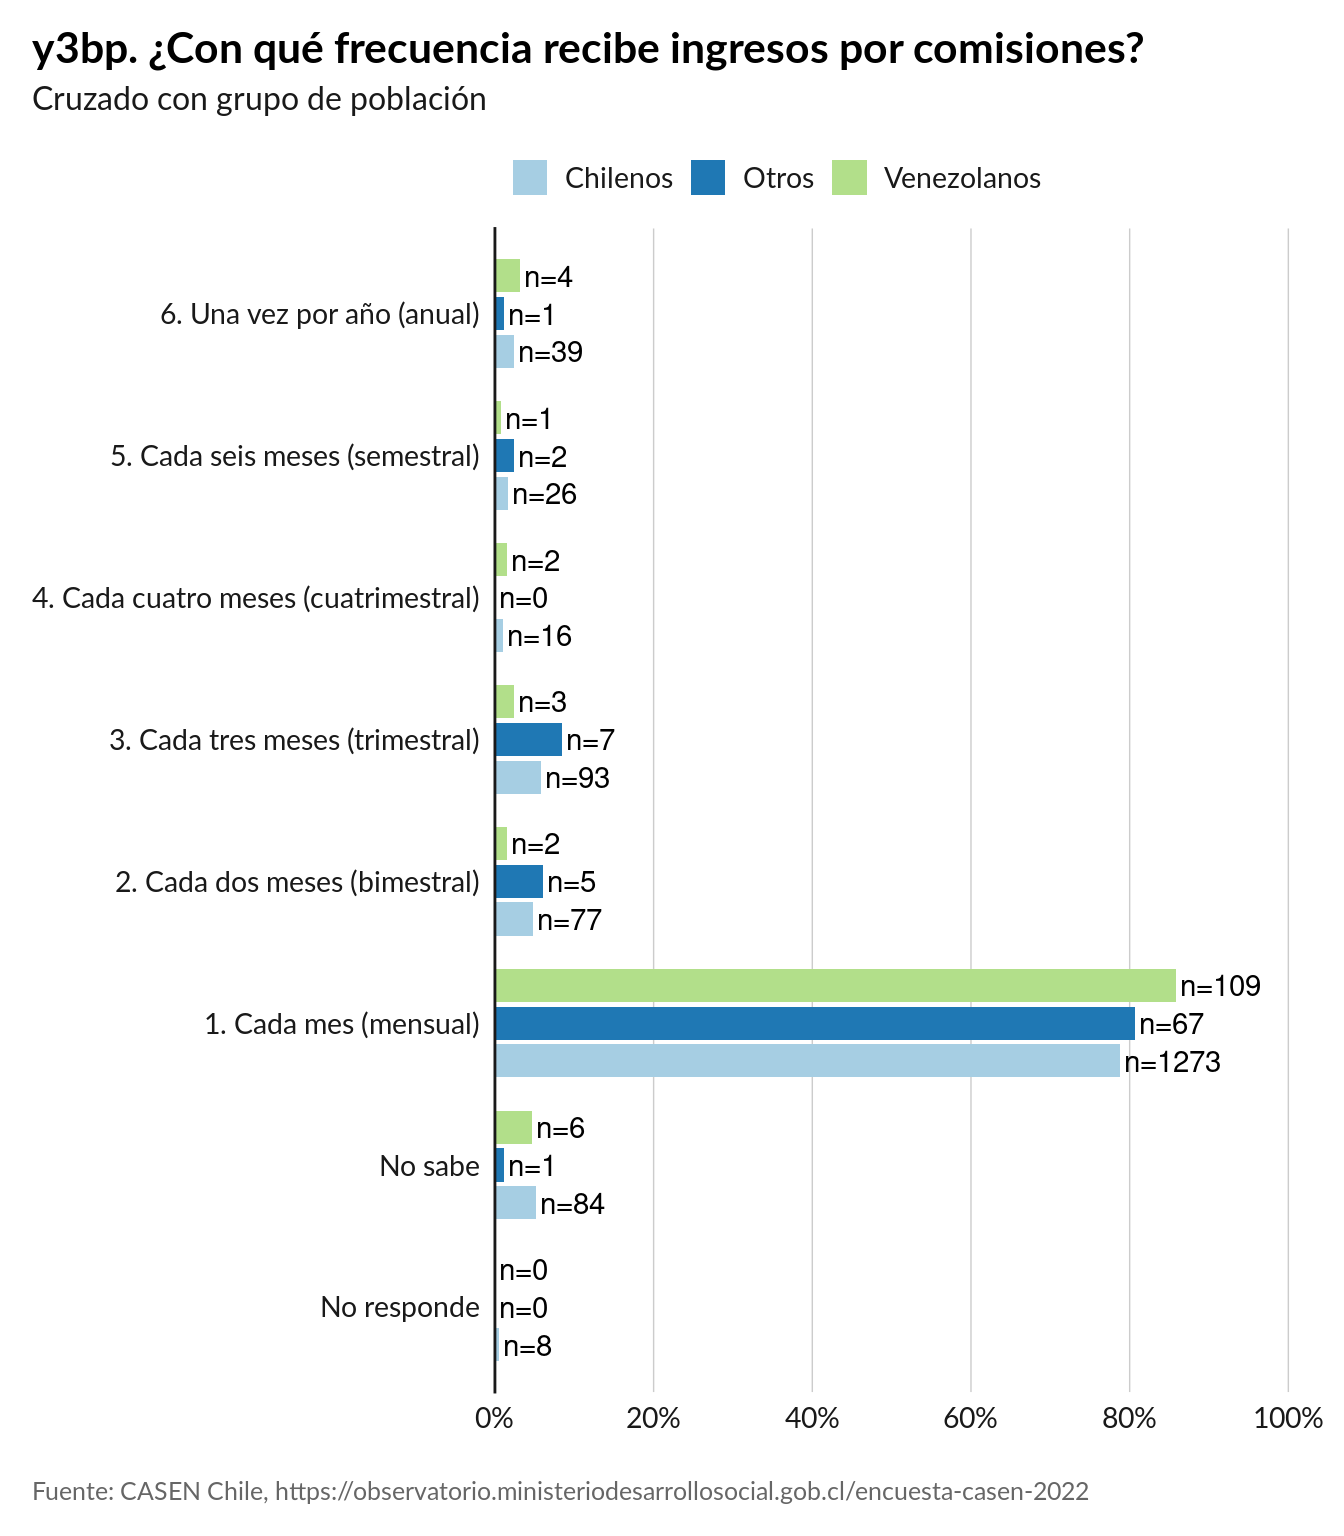 y3bp. ¿Con qué frecuencia recibe ingresos por comisiones?
Cruzado con grupo de población
Chilenos Otros Venezolanos
n=4
6. Una vez por año (anual) n=1
n=39
n=1
5. Cada seis meses (semestral) n=2
n=26
n=2
4. Cada cuatro meses (cuatrimestral) n=0
n=16
n=3
3. Cada tres meses (trimestral) n=7
n=93
n=2
2. Cada dos meses (bimestral) n=5
n=77
n=109
1. Cada mes (mensual) n=67
n=1273
n=6
No sabe n=1
n=84
n=0
No responde n=0
n=8
0% 20% 40% 60% 80% 100%
Fuente: CASEN Chile, https://observatorio.ministeriodesarrollosocial.gob.cl/encuesta-casen-2022